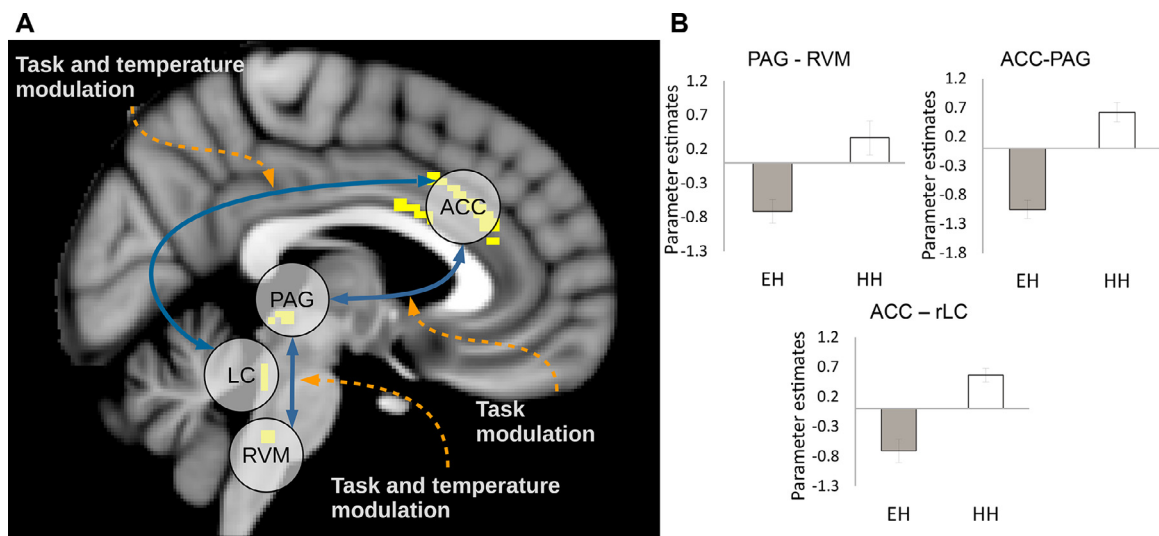 A
Task and temperature
modulation
ACC
PAG
LC
RVM
Task
modulation
Task and temperature
modulation
B
PAG - RVM
Parameter estimates
1.2
0.7
0.2
-0.3
-0.8
-1.3
EH
HH
ACC-PAG
Parameter estimates
1.2
0.7
0.2
-0.3
-0.8
-1.3
-1.8
EH
HH
ACC – rLC
Parameter estimates
1.2
0.7
0.2
-0.3
-0.8
-1.3
EH
HH